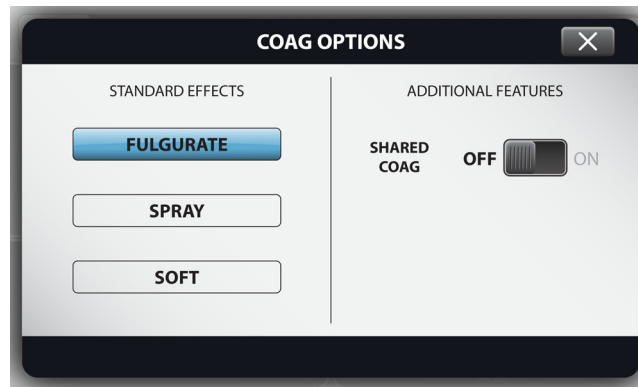 COAG OPTIONS
STANDARD EFFECTS
FULGURATE
SPRAY
SOFT
ADDITIONAL FEATURES
SHARED
COAG
OFF
ON